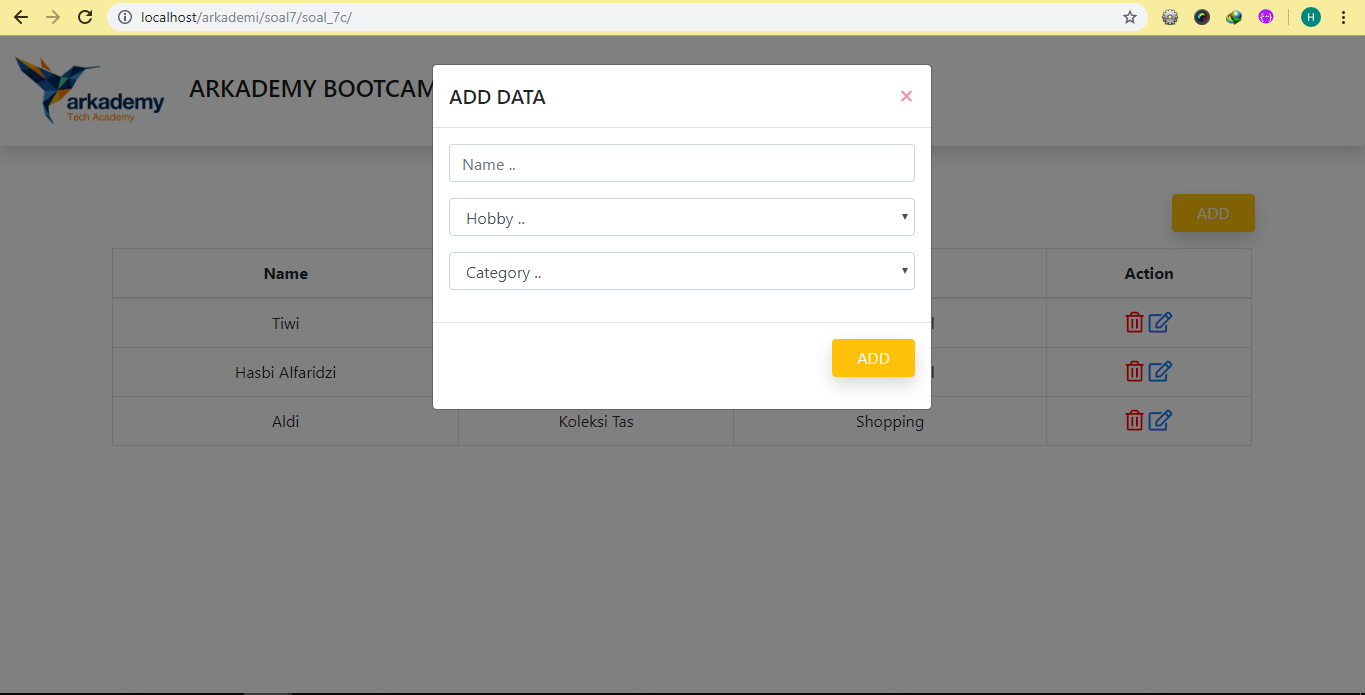 localhost/arkademi/soal7/soal_7c/
H
arkademy
Tech Academy
ARKADEMY BOOTCAM
ADD DATA
×
Name ..
Hobby ..
Category ..
ADD
ADD
Name Action
Tiwi
Hasbi Alfaridzi
Aldi Koleksi Tas Shopping